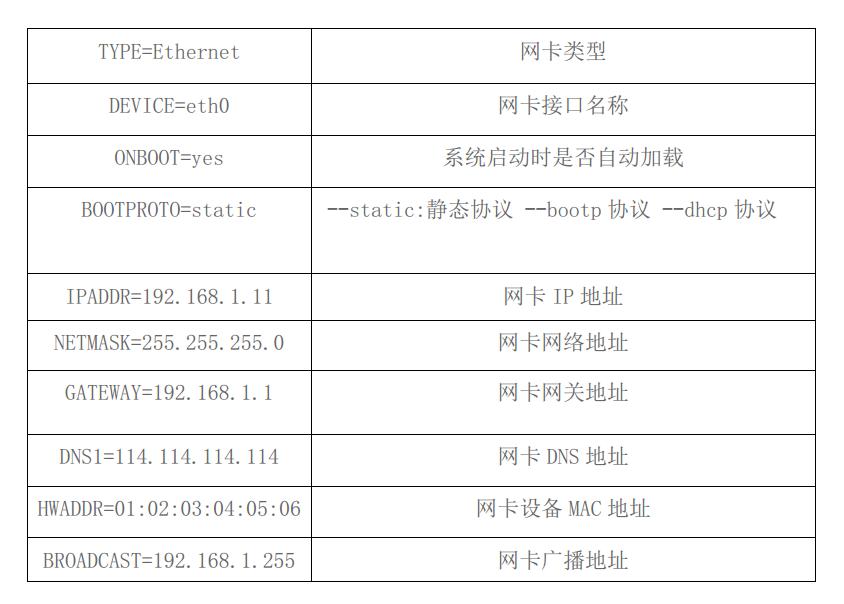 TYPE=Ethernet 网卡类型
DEVICE=eth0 网卡接口名称
ONBOOT=yes 系统启动时是否自动加载
BOOTPROTO=static --static:静态协议 --bootp 协议 --dhcp 协议
IPADDR=192.168.1.11 网卡 IP 地址
NETMASK=255.255.255.0 网卡网络地址
GATEWAY=192.168.1.1 网卡网关地址
DNS1=114.114.114.114 网卡 DNS 地址
HWADDR=01:02:03:04:05:06 网卡设备 MAC 地址
BROADCAST=192.168.1.255 网卡广播地址